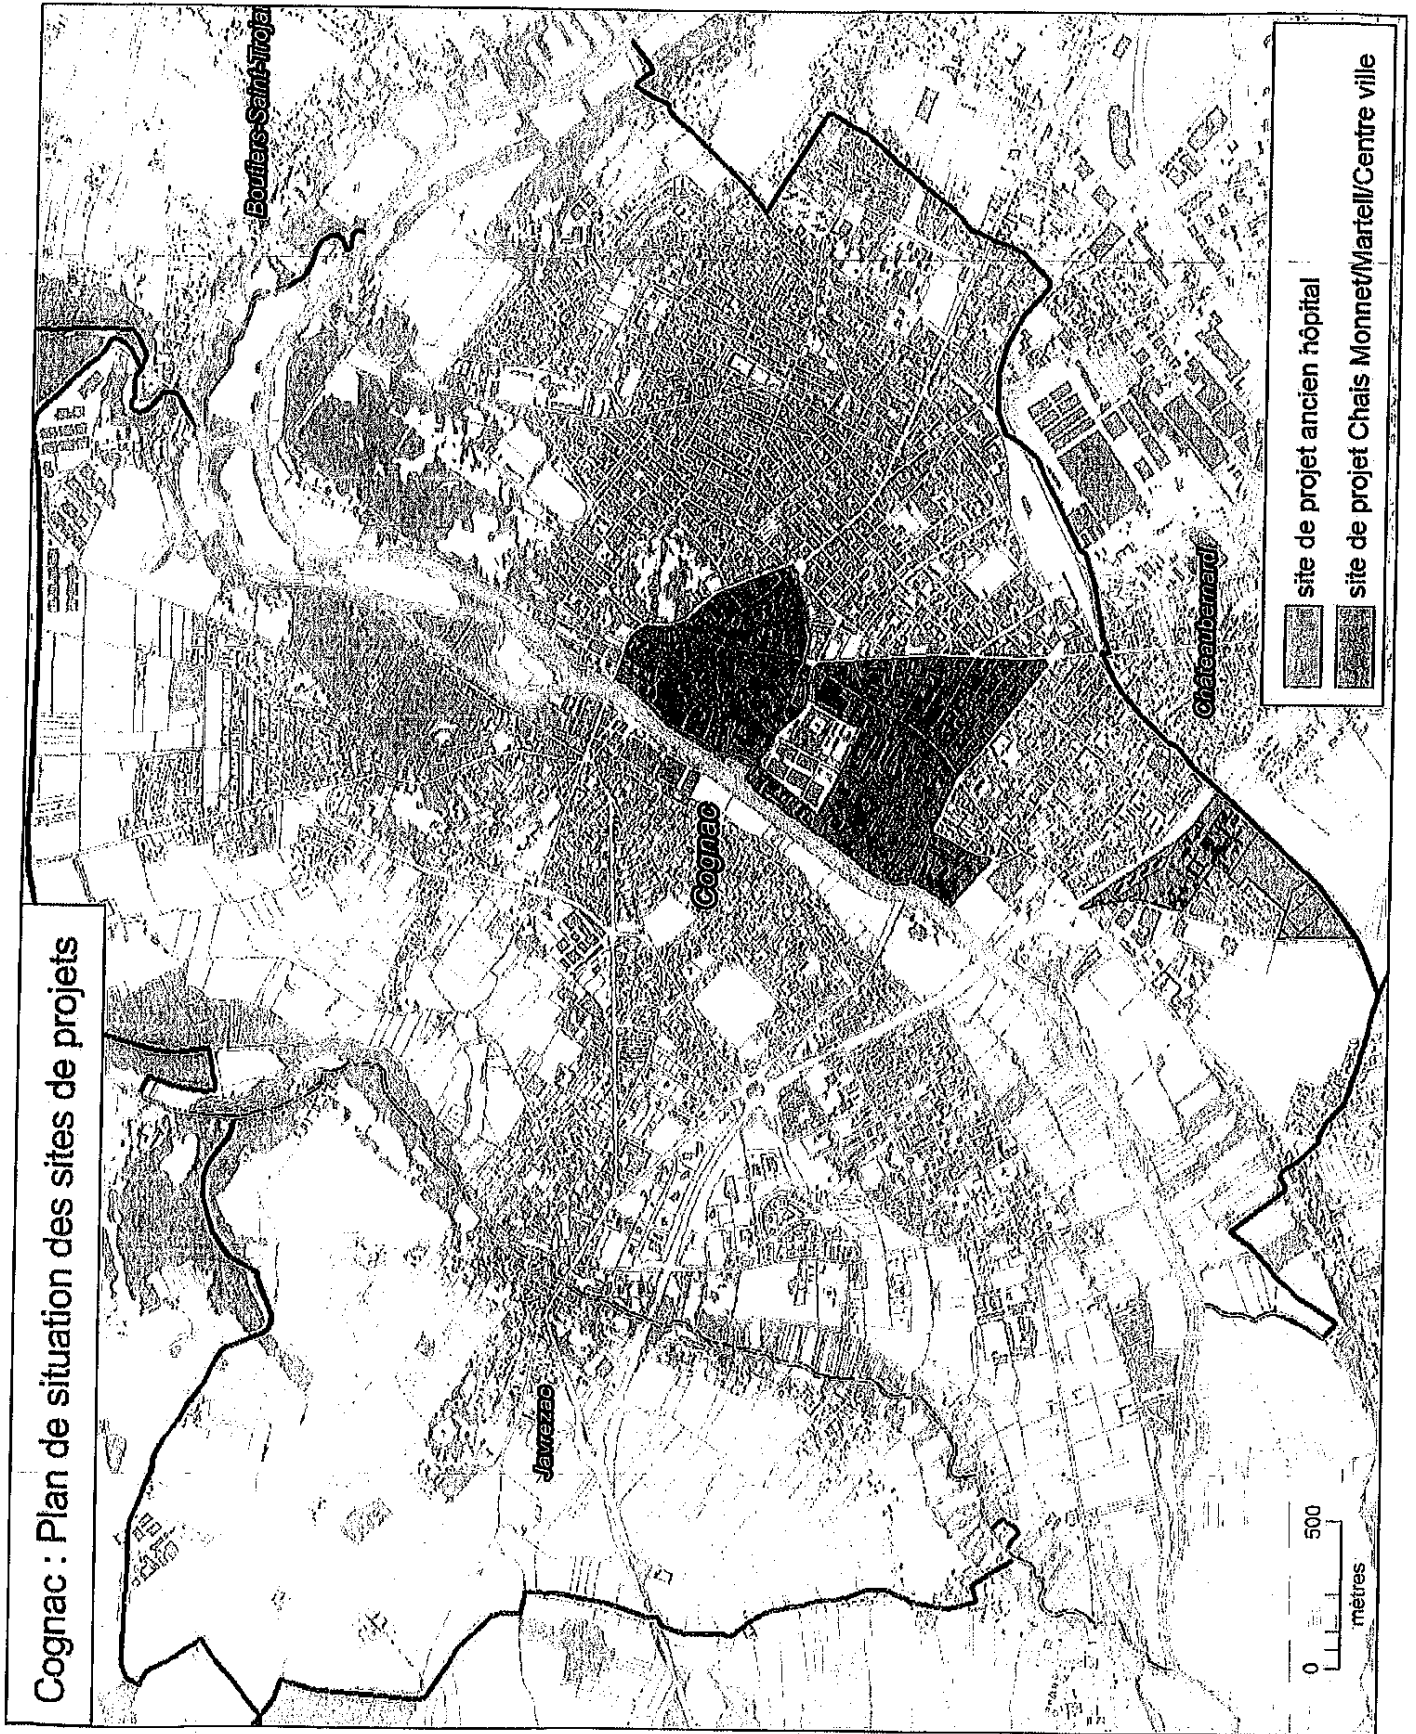 Cognac : Plan de situation des sites de projets
Boutiers-Saint-Trojan
Cognac
Javrezac
Châteaubernard
site de projet ancien hôpital
site de projet Chais Monnet/Martell/Centre ville
0 500
mètres